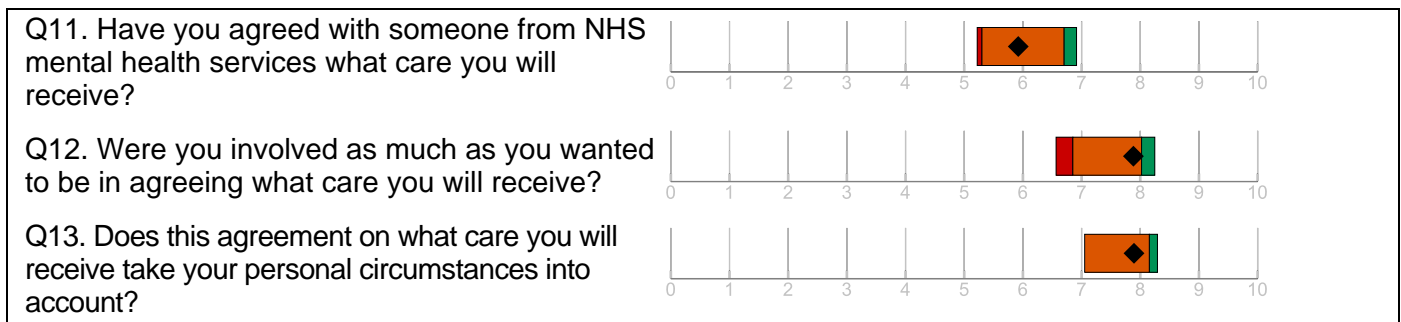 Q11. Have you agreed with someone from NHS
mental health services what care you will
receive?
0 1 2 3 4 5 6 7 8 9 10
Q12. Were you involved as much as you wanted
to be in agreeing what care you will receive?
0 1 2 3 4 5 6 7 8 9 10
Q13. Does this agreement on what care you will
receive take your personal circumstances into
account?
0 1 2 3 4 5 6 7 8 9 10